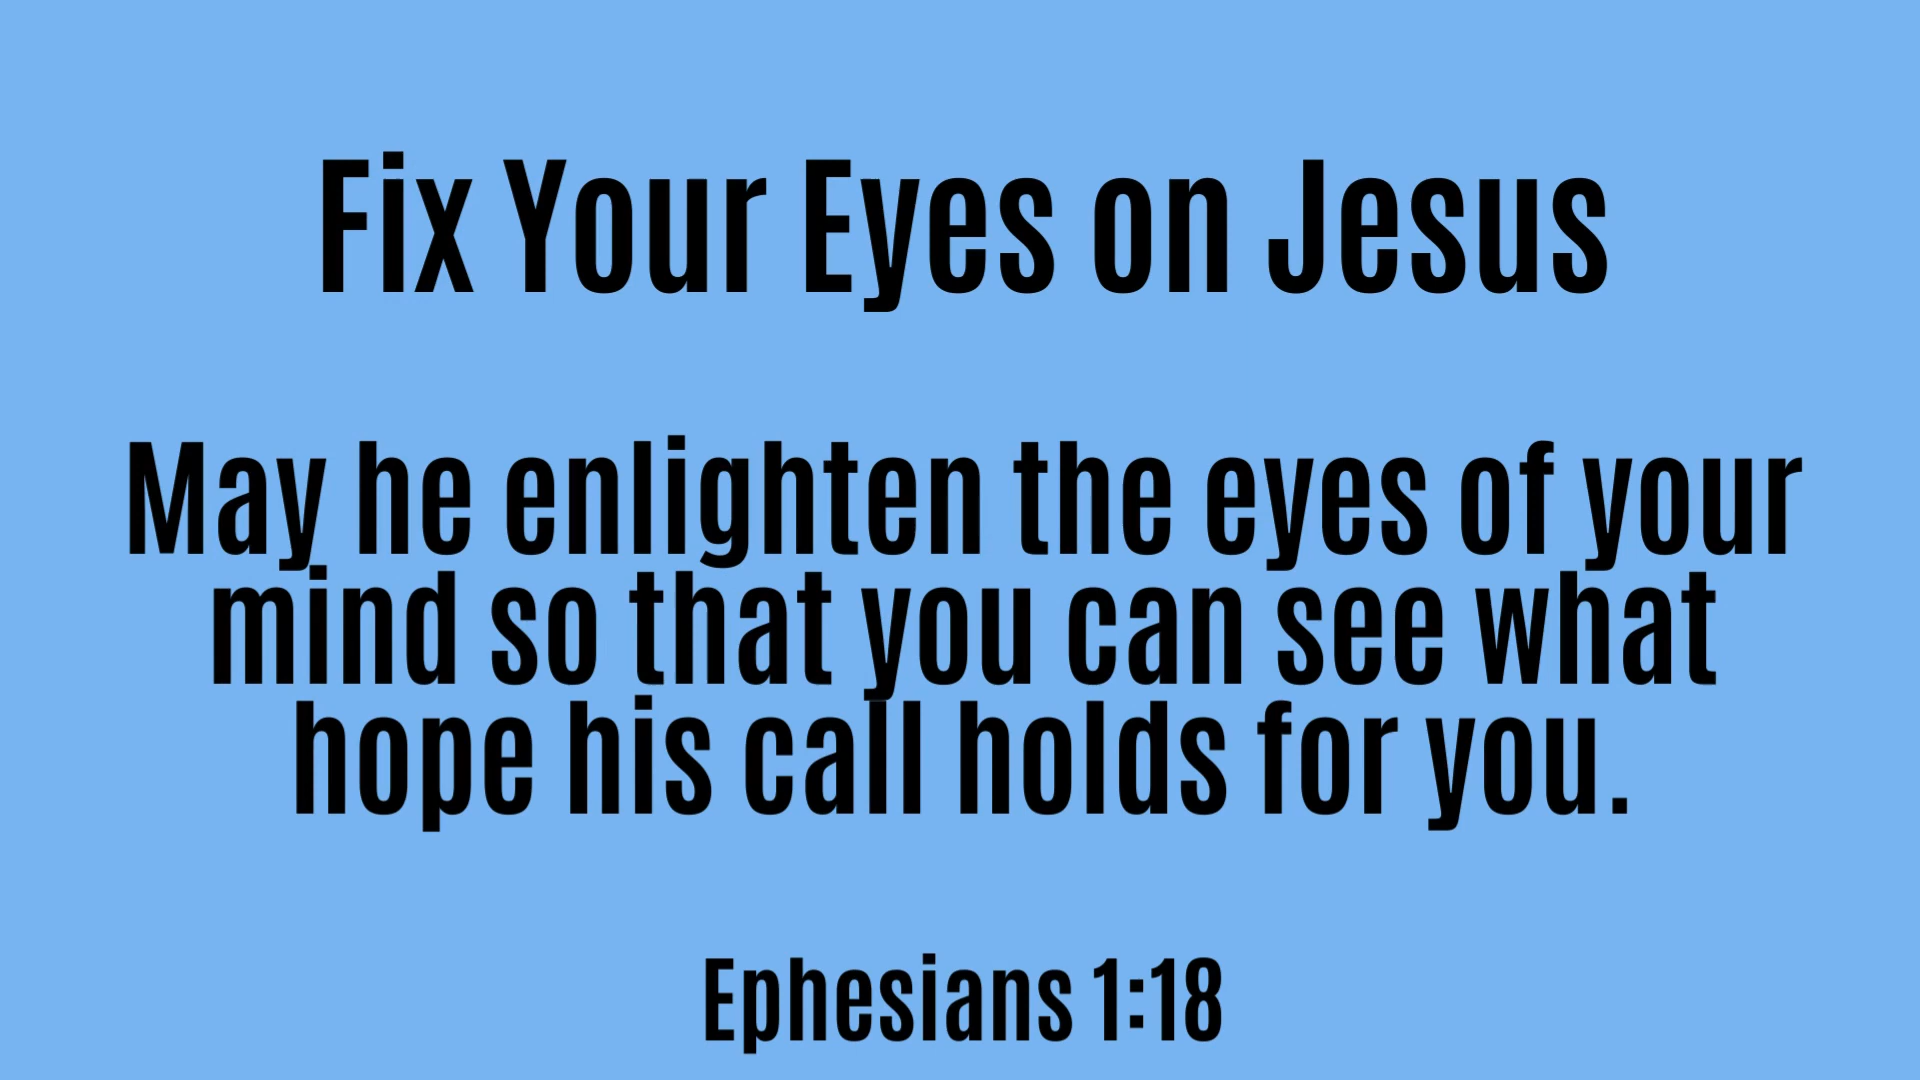 Fix Your Eyes on Jesus
May he enlighten the eyes of your
mind so that you can see what
hope his call holds for you.
Ephesians 1:18